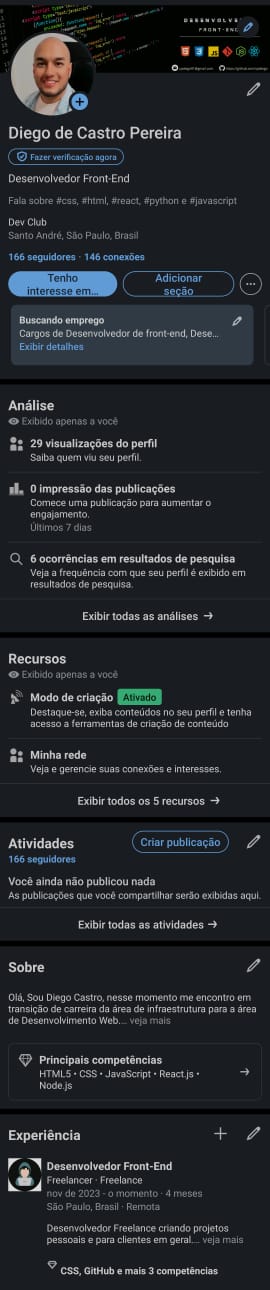 DESENVOLVE
FRONT-END
Diego de Castro Pereira
Fazer verificação agora
Desenvolvedor Front-End
Fala sobre #css, #html, #react, #python e #javascript
Dev Club
Santo André, São Paulo, Brasil
166 seguidores · 146 conexões
Tenho interesse em...
Adicionar seção
Buscando emprego
Cargos de Desenvolvedor de front-end, Dese...
Exibir detalhes
Análise
Exibido apenas a você
29 visualizações do perfil
Saiba quem viu seu perfil.
0 impressão das publicações
Comece uma publicação para aumentar o
engajamento.
Últimos 7 dias
6 ocorrências em resultados de pesquisa
Veja a frequência com que seu perfil é exibido em
resultados de pesquisa.
Exibir todas as análises →
Recursos
Exibido apenas a você
Modo de criação Ativado
Destaque-se, exiba conteúdos no seu perfil e tenha
acesso a ferramentas de criação de conteúdo
Minha rede
Veja e gerencie suas conexões e interesses.
Exibir todos os 5 recursos →
Atividades
Criar publicação
166 seguidores
Você ainda não publicou nada
As publicações que você compartilhar serão exibidas aqui.
Exibir todas as atividades →
Sobre
Olá, Sou Diego Castro, nesse momento me encontro em
transição de carreira da área de infraestrutura para a área
de Desenvolvimento Web... veja mais
Principais competências
HTML5 • CSS • JavaScript • React.js •
Node.js
Experiência
Desenvolvedor Front-End
Freelancer · Freelance
nov de 2023 - o momento · 4 meses
São Paulo, Brasil · Remota
Desenvolvedor Freelance criando projetos
pessoais e para clientes em geral... veja mais
CSS, GitHub e mais 3 competências